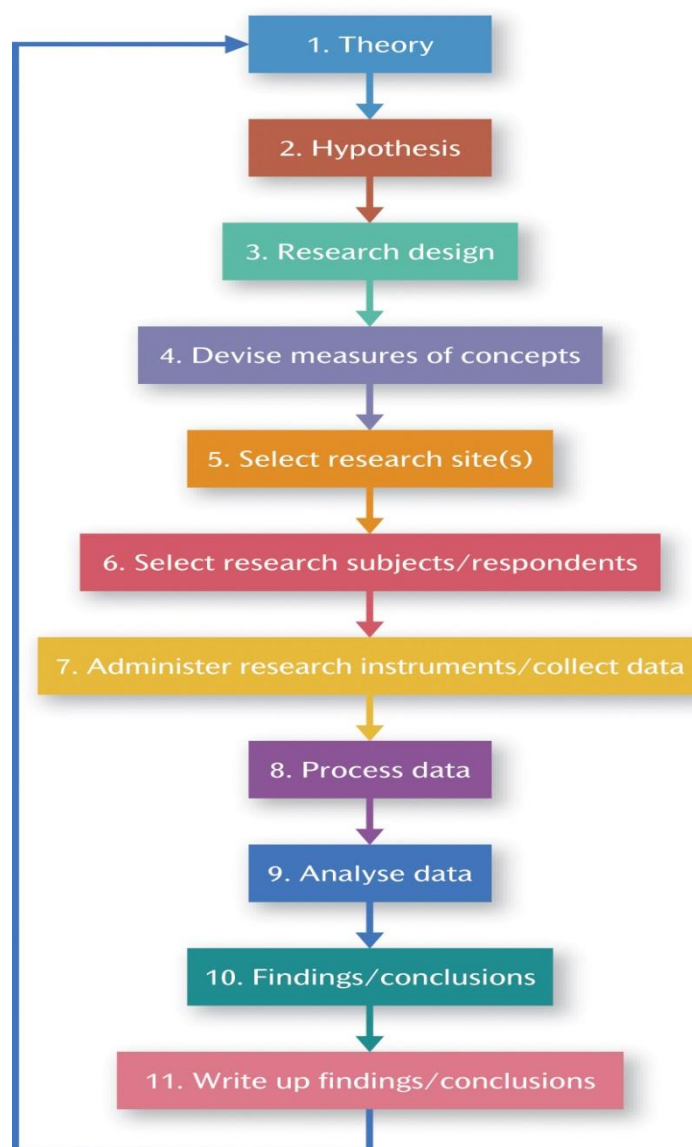 1. Theory
2. Hypothesis
3. Research design
4. Devise measures of concepts
5. Select research site(s)
6. Select research subjects/respondents
7. Administer research instruments/collect data
8. Process data
9. Analyse data
10. Findings/conclusions
11. Write up findings/conclusions